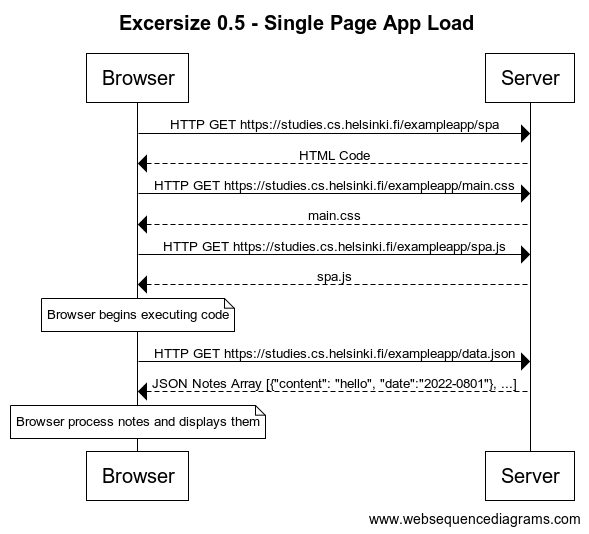 Excersize 0.5 - Single Page App Load
Browser
Server
HTTP GET https://studies.cs.helsinki.fi/exampleapp/spa
HTML Code
HTTP GET https://studies.cs.helsinki.fi/exampleapp/main.css
main.css
HTTP GET https://studies.cs.helsinki.fi/exampleapp/spa.js
spa.js
Browser begins executing code
HTTP GET https://studies.cs.helsinki.fi/exampleapp/data.json
JSON Notes Array [{"content": "hello", "date":"2022-0801"}, ...]
Browser process notes and displays them
Browser
Server
www.websequencediagrams.com